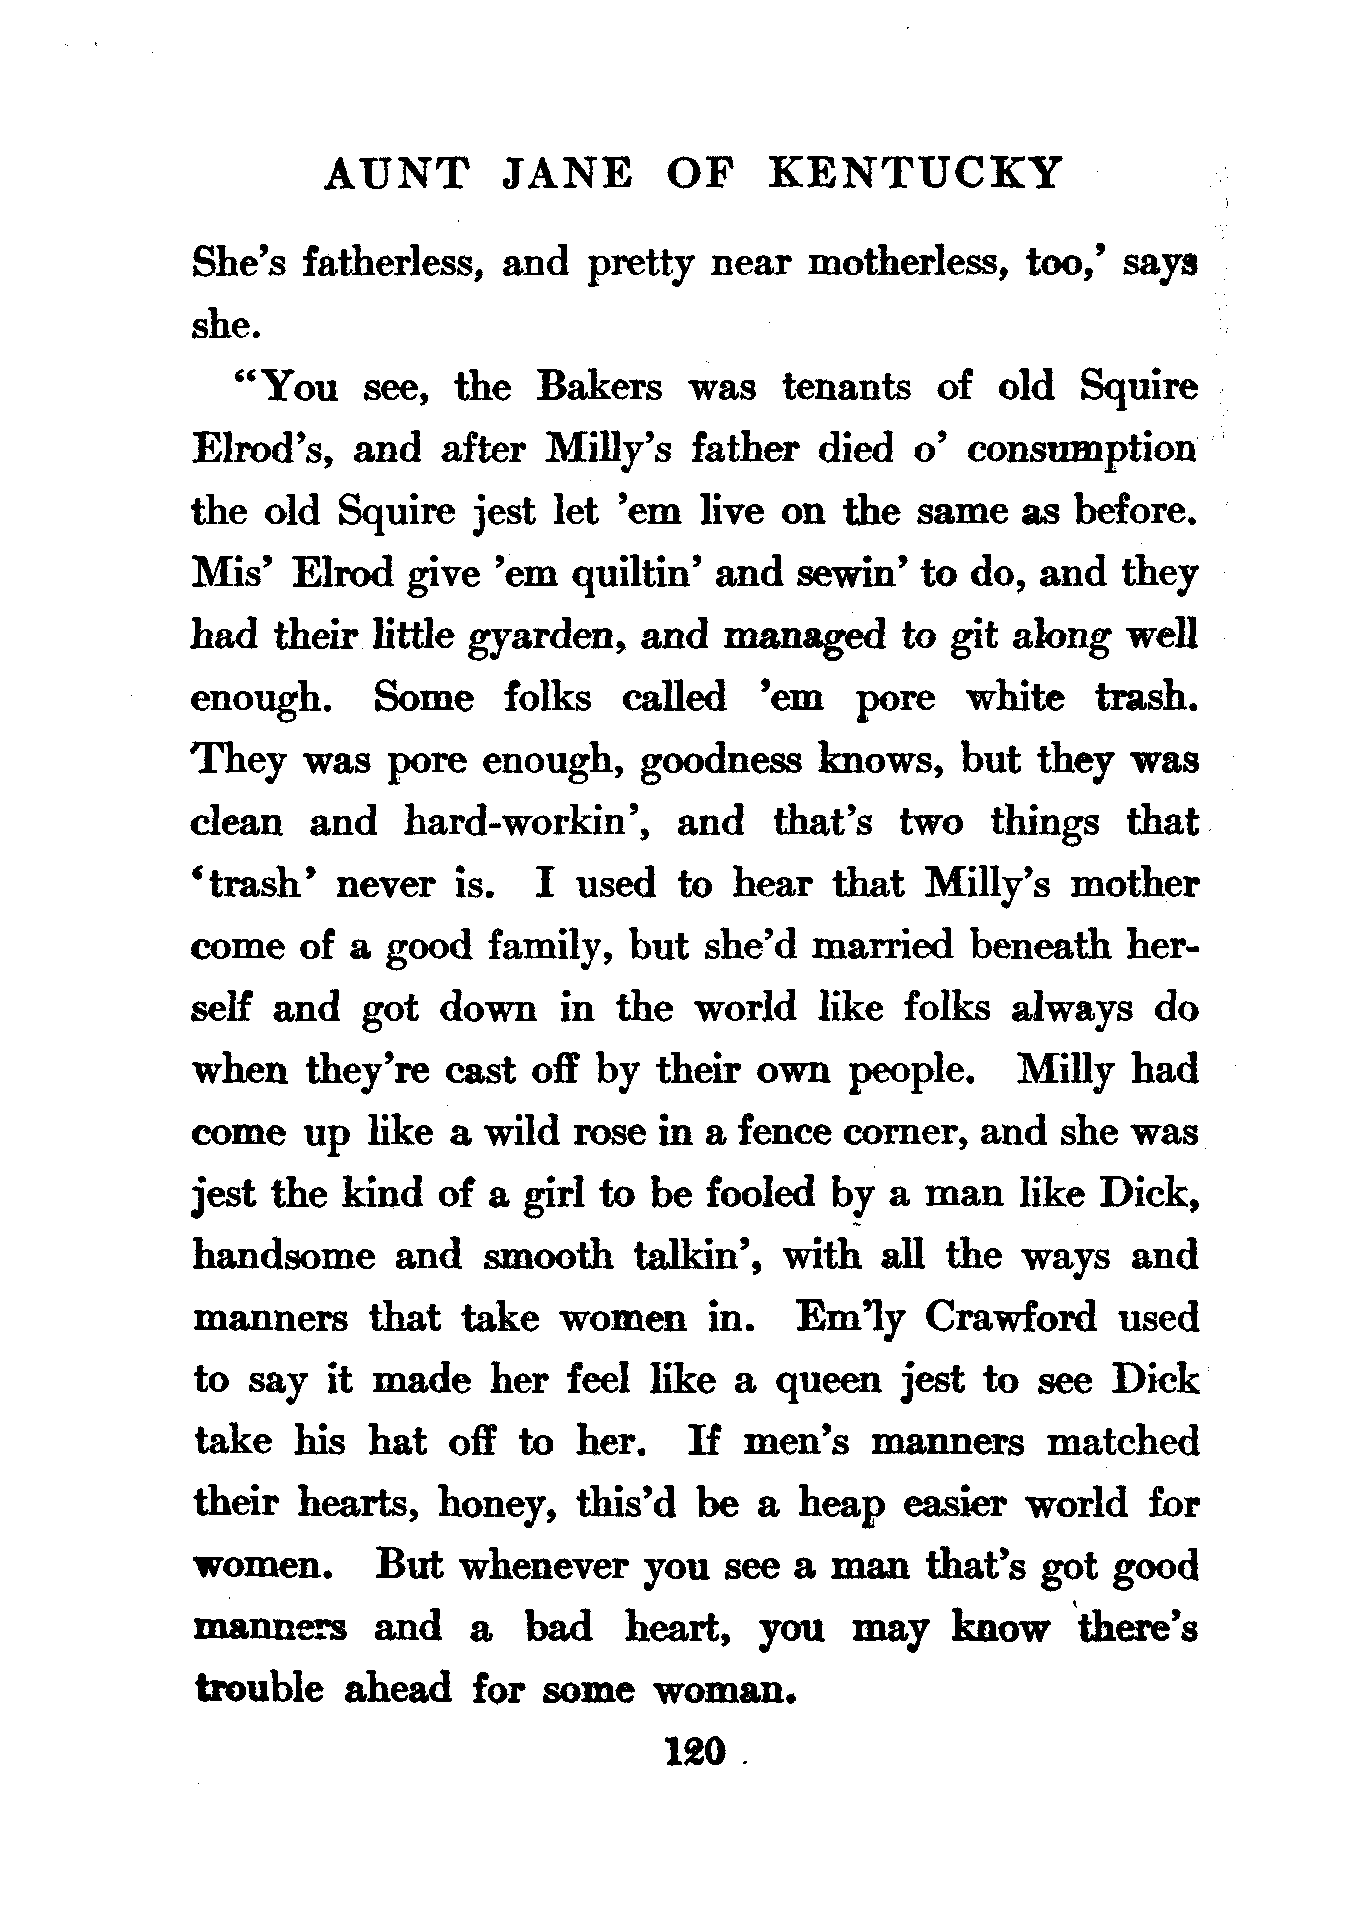 AUNT JANE OF KENTUCKY
She's fatherless, and pretty near motherless, too,' says
she.
"You see, the Bakers was tenants of old Squire
Elrod's, and after Milly's father died o' consumption
the old Squire jest let 'em live on the same as before.
Mis' Elrod give 'em quiltin' and sewin' to do, and they
had their little gyarden, and managed to git along well
enough. Some folks called 'em pore white trash.
They was pore enough, goodness knows, but they was
clean and hard-workin', and that's two things that
'trash' never is. I used to hear that Milly's mother
come of a good family, but she'd married beneath her-
self and got down in the world like folks always do
when they're cast off by their own people. Milly had
come up like a wild rose in a fence corner, and she was
jest the kind of a girl to be fooled by a man like Dick,
handsome and smooth talkin', with all the ways and
manners that take women in. Em'ly Crawford used
to say it made her feel like a queen jest to see Dick
take his hat off to her. If men's manners matched
their hearts, honey, this'd be a heap easier world for
women. But whenever you see a man that's got good
manners and a bad heart, you may know there's
trouble ahead for some woman.
120